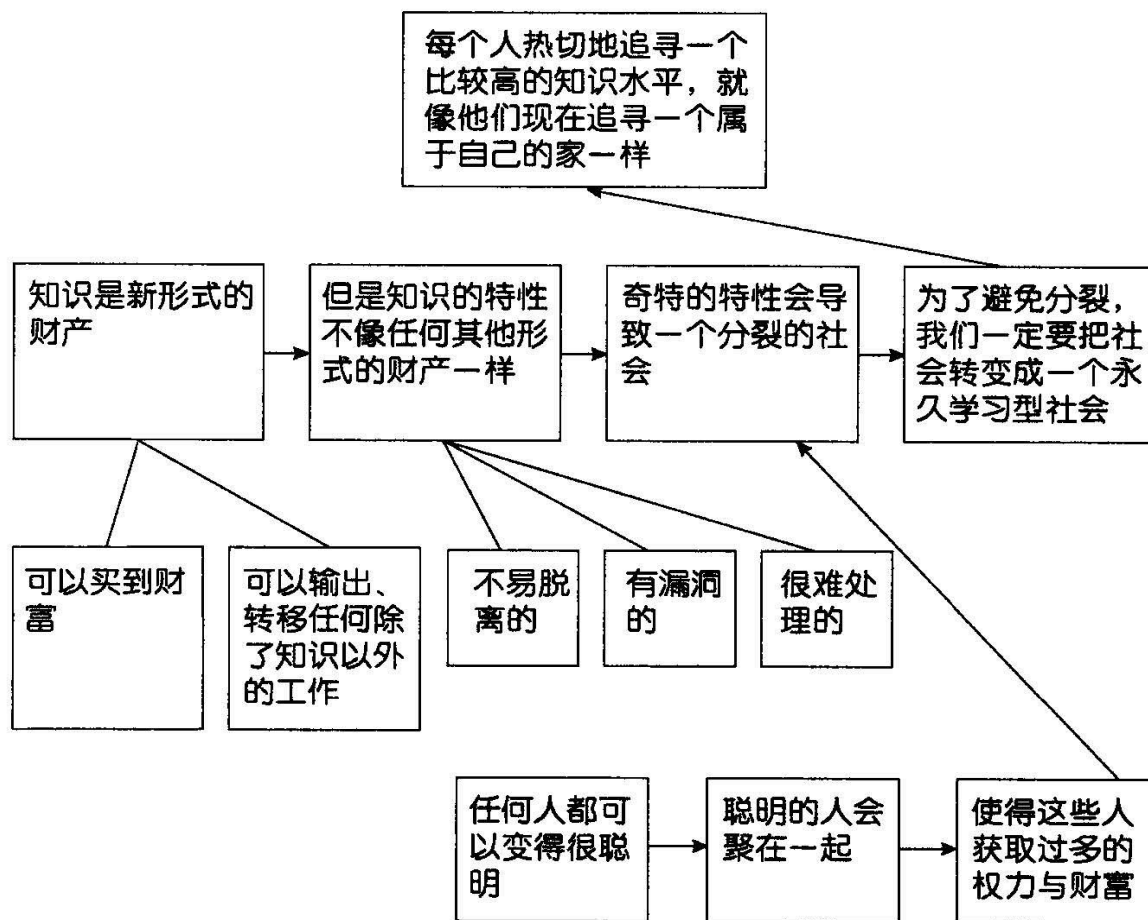 每个人热切地追寻一个
比较高的知识水平，就
像他们现在追寻一个属
于自己的家一样
知识是新形式的
财产
但是知识的特性
不像任何其他形
式的财产一样
奇特的特性会导
致一个分裂的社
会
为了避免分裂，
我们一定要把社
会转变成一个永
久学习型社会
可以买到财
富
可以输出、
转移任何除
了知识以外
的工作
不易脱
离的
有漏洞
的
很难处
理的
任何人都可
以变得很聪
明
聪明的人会
聚在一起
使得这些人
获取过多的
权力与财富